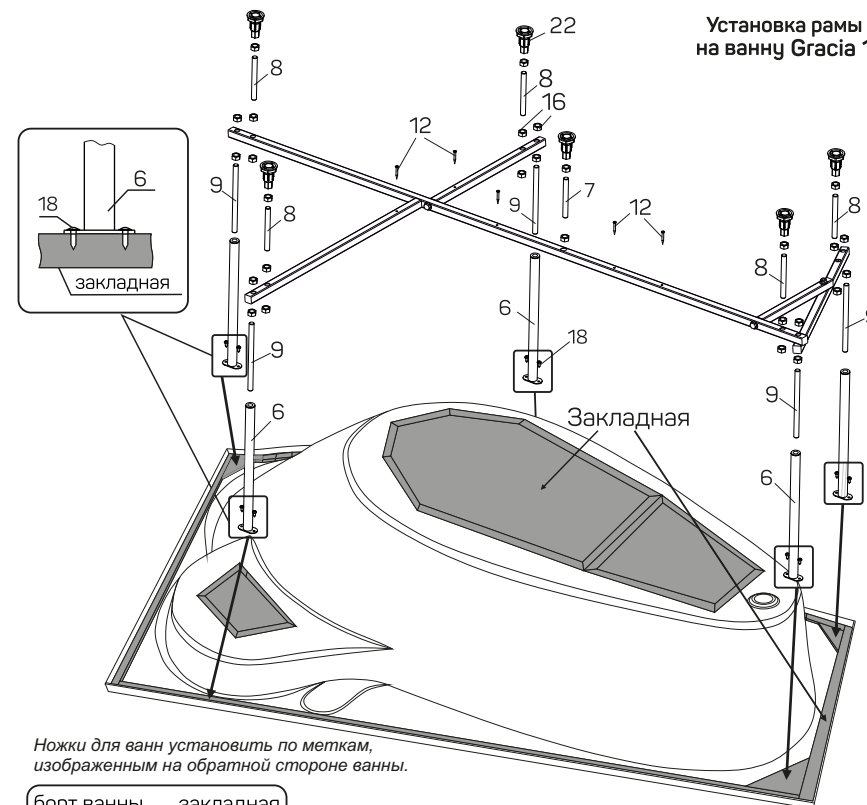 Установка рамы
на ванну Gracia
22
8
8
16
12
6
9
18
7
9
12
8
8
8
закладная
6
18
9
9
6
Закладная
6
Ножки для ванн установить по меткам,
изображенным на обратной стороне ванны.
борт ванны закладная